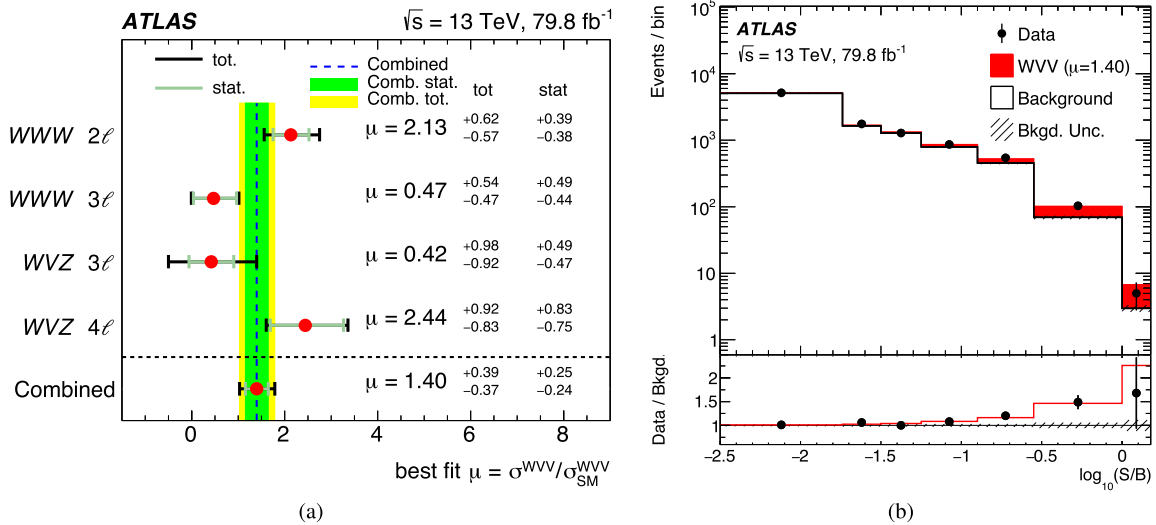 ATLAS √s = 13 TeV, 79.8 fb⁻¹
tot.
stat.
Combined
Comb. stat.
Comb. tot.
tot stat
WWW 2ℓ μ = 2.13 +0.62 −0.57 +0.39 −0.38
WWW 3ℓ μ = 0.47 +0.54 −0.47 +0.49 −0.44
WVZ 3ℓ μ = 0.42 +0.98 −0.92 +0.49 −0.47
WVZ 4ℓ μ = 2.44 +0.92 −0.83 +0.83 −0.75
Combined μ = 1.40 +0.39 −0.37 +0.25 −0.24
0 2 4 6 8
best fit μ = σ^WVV/σ_SM^WVV
(a)
Events / bin
10⁵
10⁴
10³
10²
10
1
ATLAS
√s = 13 TeV, 79.8 fb⁻¹
Data
WVV (μ=1.40)
Background
Bkgd. Unc.
Data / Bkgd.
2
1.5
1
−2.5 −2 −1.5 −1 −0.5 0
log₁₀(S/B)
(b)